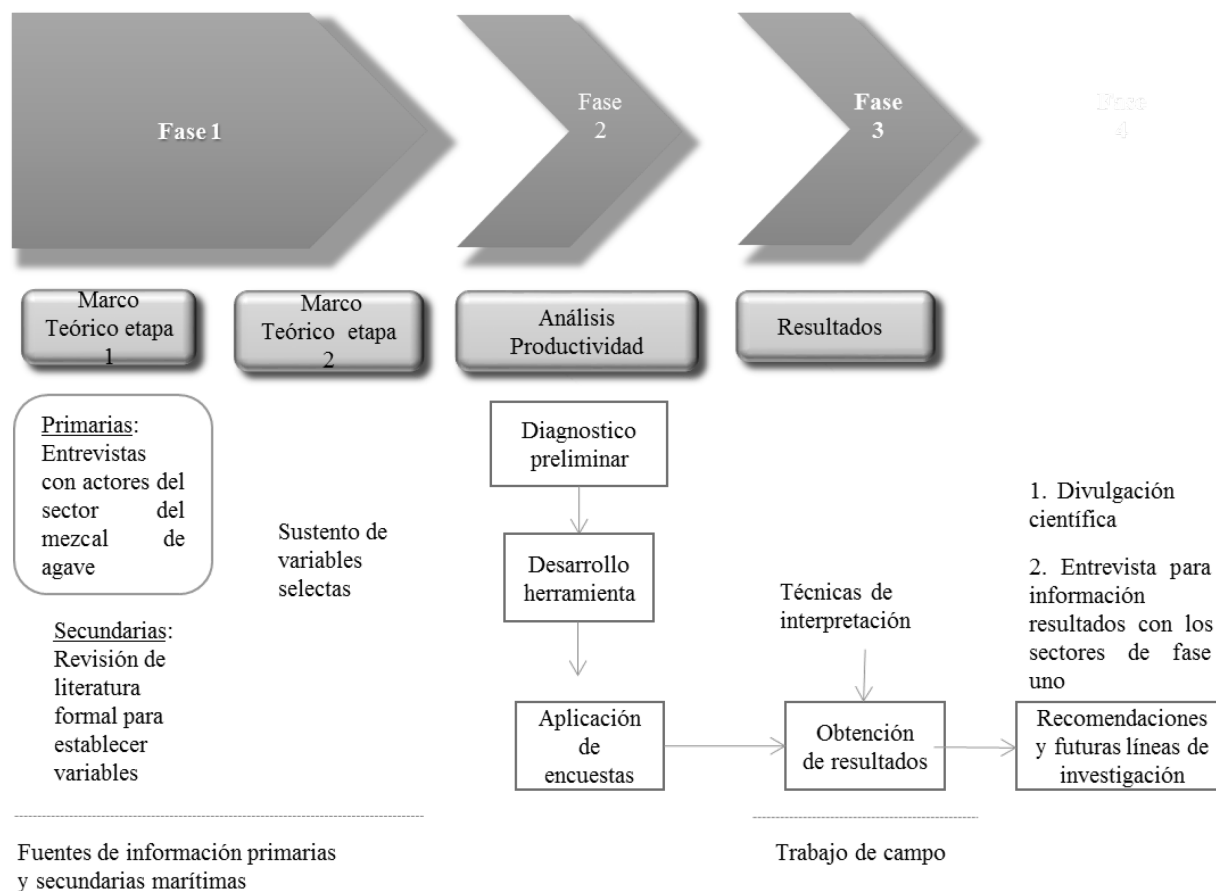 Fase 1
Fase
2
Fase
3
Fase
4
Marco
Teórico etapa
1
Marco
Teórico etapa
2
Análisis
Productividad
Resultados
Primarias:
Entrevistas
con actores del
sector del
mezcal de
agave
Secundarias:
Revisión de
literatura
formal para
establecer
variables
Sustento de
variables
selectas
Diagnostico
preliminar
Desarrollo
herramienta
Aplicación
de
encuestas
Técnicas de
interpretación
Obtención
de resultados
1. Divulgación
científica
2. Entrevista para
información
resultados con los
sectores de fase
uno
Recomendaciones
y futuras líneas de
investigación
Fuentes de información primarias
y secundarias marítimas
Trabajo de campo